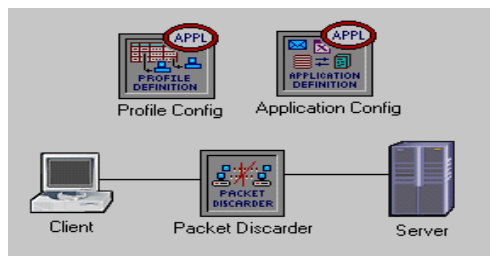 APPL
PROFILE
DEFINITION
Profile Config
APPL
APPLICATION
DEFINITION
Application Config
Client
PACKET
DISCARDER
Packet Discarder
Server